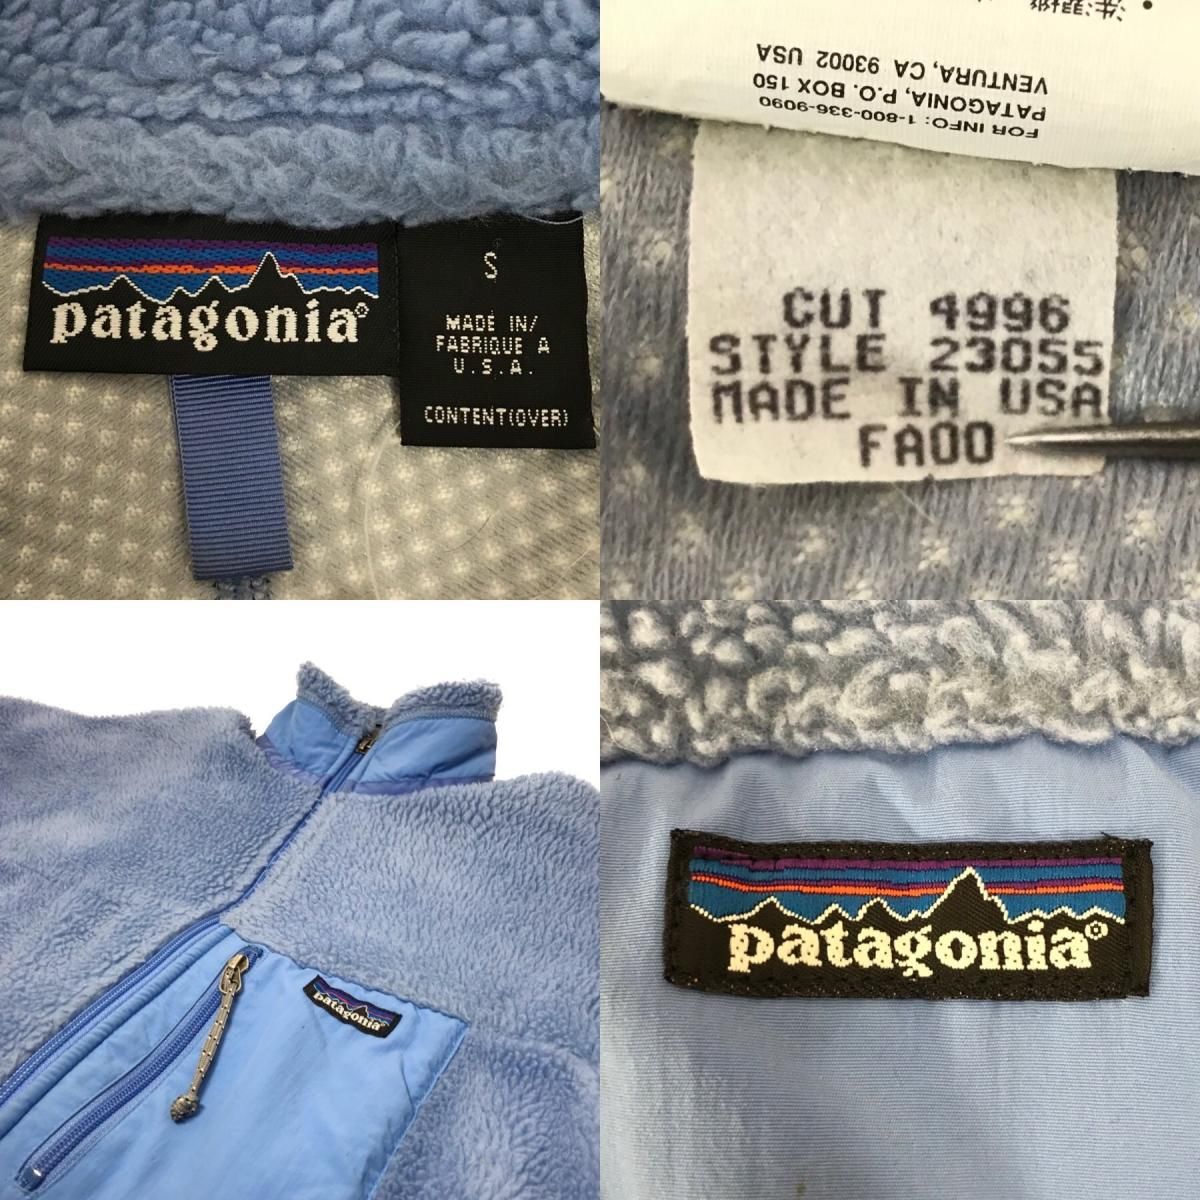 patagonia®
S
MADE IN/
FABRIQUE A
U.S.A.
CONTENT(OVER)
FOR INFO: 1-800-336-9090
PATAGONIA, P.O. BOX 150
VENTURA, CA 93002 USA
CUT 4996
STYLE 23055
MADE IN USA
FA00
patagonia®
patagonia®